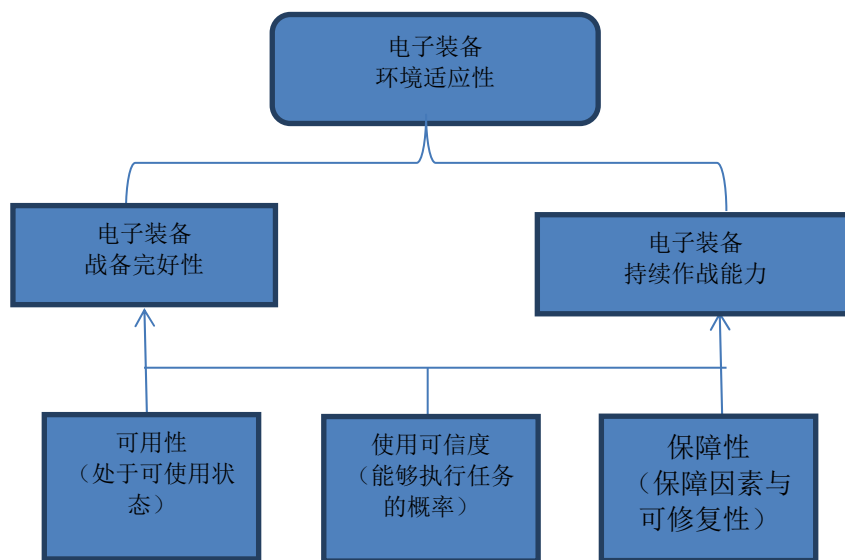 电子装备
环境适应性
电子装备
战备完好性
电子装备
持续作战能力
可用性
（处于可使用状
态）
使用可信度
（能够执行任务
的概率）
保障性
（保障因素与
可修复性）